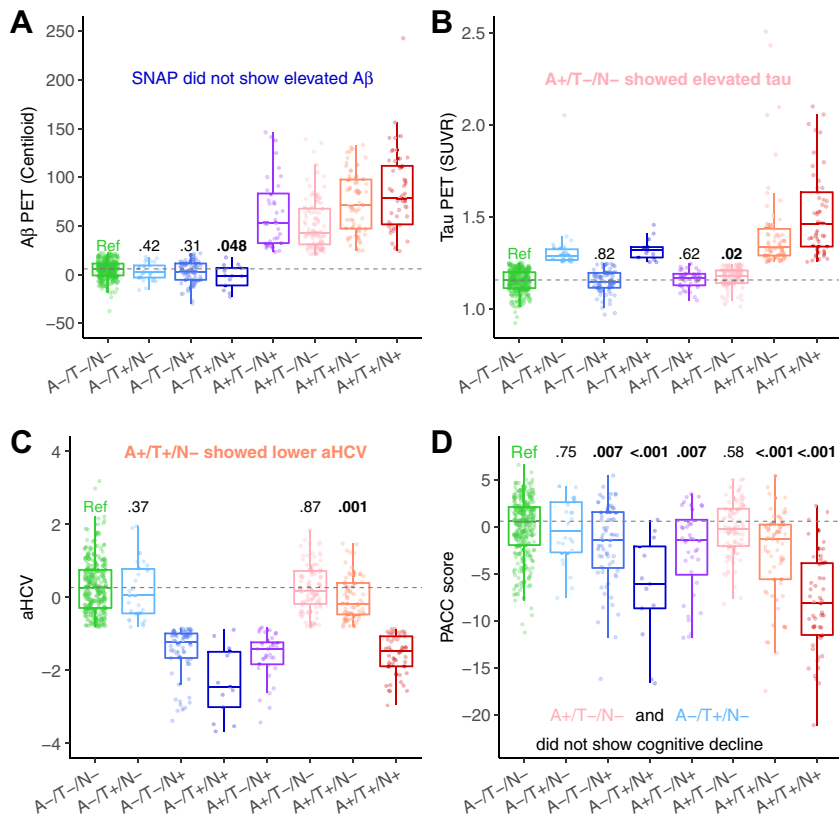 A
SNAP did not show elevated Aβ
Aβ PET (Centiloid)
250
200
150
100
50
0
−50
Ref .42 .31 .048
A−/T−/N− A−/T+/N− A−/T−/N+ A−/T+/N+ A+/T−/N+ A+/T−/N− A+/T+/N− A+/T+/N+
B
A+/T−/N− showed elevated tau
Tau PET (SUVR)
2.5
2.0
1.5
1.0
Ref .82 .62 .02
A−/T−/N− A−/T+/N− A−/T−/N+ A−/T+/N+ A+/T−/N+ A+/T−/N− A+/T+/N− A+/T+/N+
C
A+/T+/N− showed lower aHCV
aHCV
4
2
0
−2
−4
Ref .37 .87 .001
A−/T−/N− A−/T+/N− A−/T−/N+ A−/T+/N+ A+/T−/N+ A+/T−/N− A+/T+/N− A+/T+/N+
D
Ref .75 .007 <.001 .007 .58 <.001 <.001
PACC score
5
0
−5
−10
−15
−20
A+/T−/N− and A−/T+/N−
did not show cognitive decline
A−/T−/N− A−/T+/N− A−/T−/N+ A−/T+/N+ A+/T−/N+ A+/T−/N− A+/T+/N− A+/T+/N+